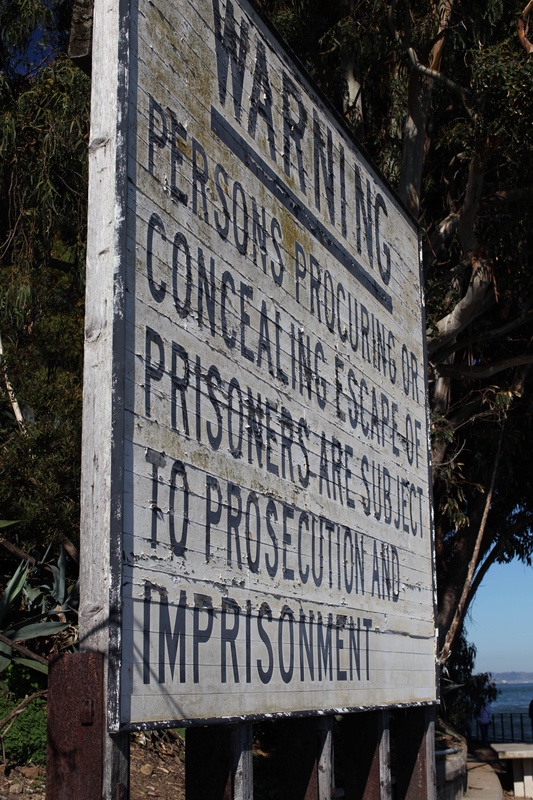 WARNING
PERSONS PROCURING OR
CONCEALING ESCAPE OF
PRISONERS ARE SUBJECT
TO PROSECUTION AND
IMPRISONMENT